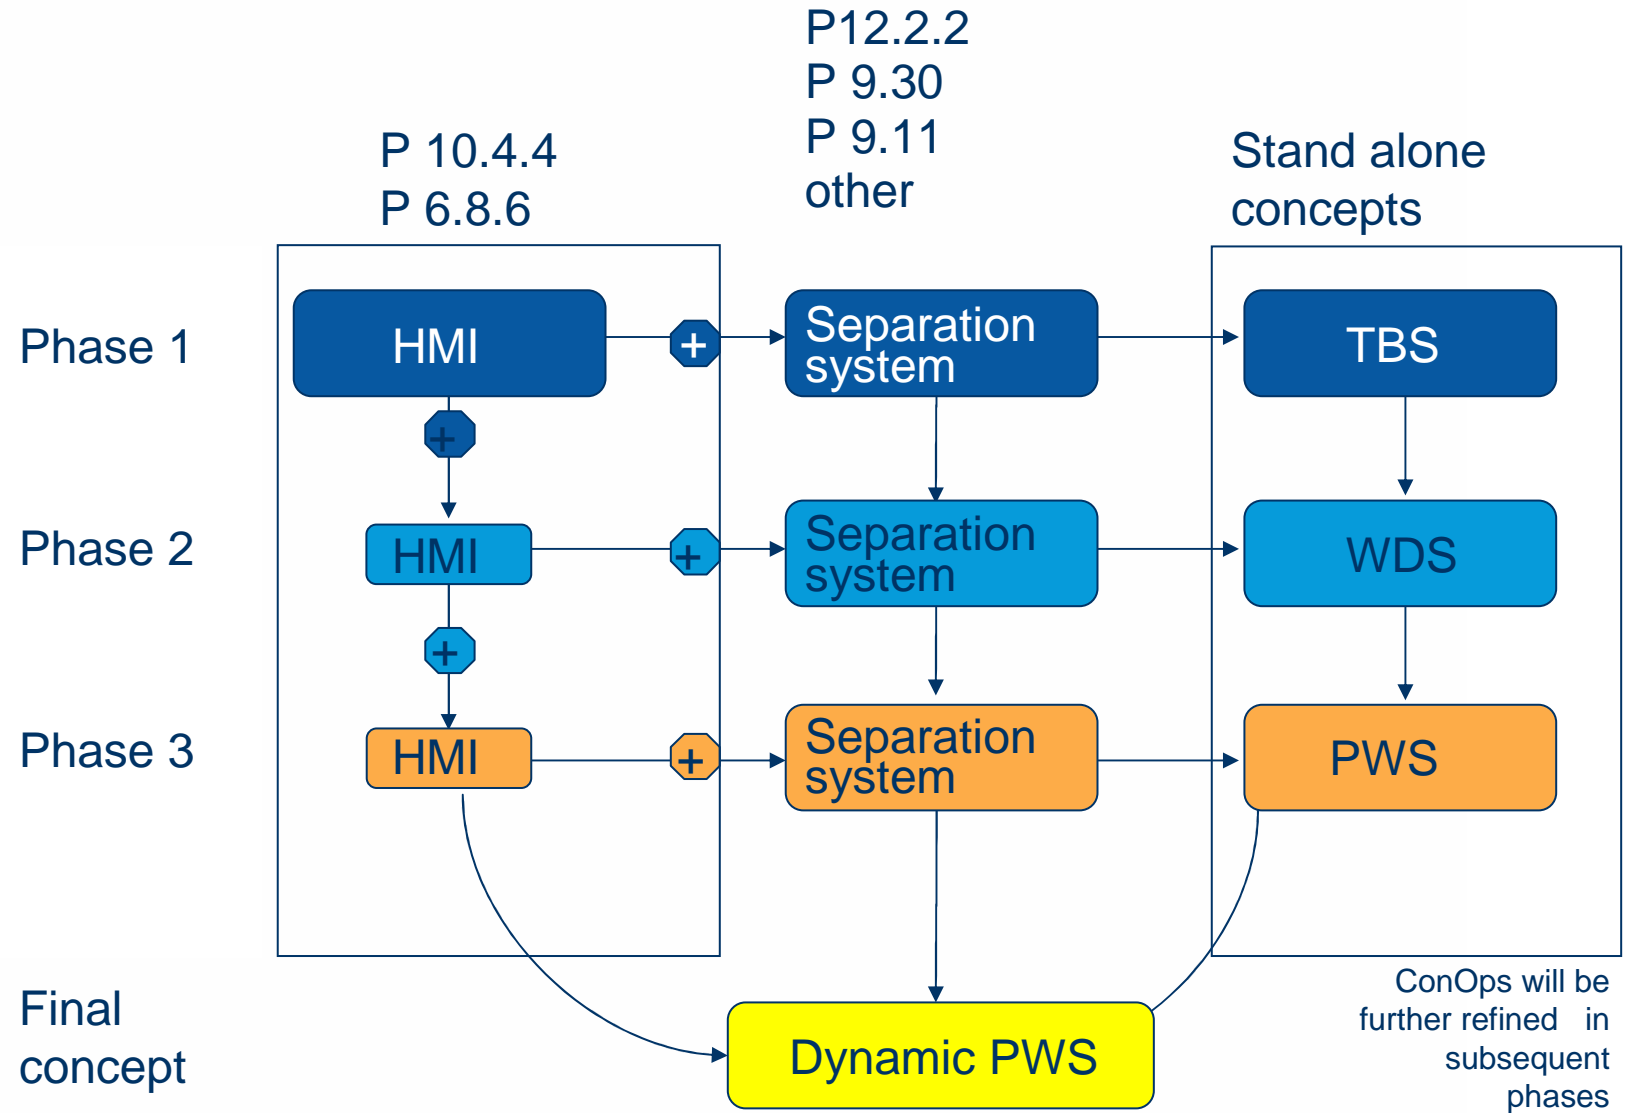 P12.2.2
P 9.30
P 9.11
other
P 10.4.4
P 6.8.6
Stand alone
concepts
Phase 1
HMI
+
Separation
system
TBS
+
Phase 2
HMI
+
Separation
system
WDS
+
Phase 3
HMI
+
Separation
system
PWS
Final
concept
Dynamic PWS
ConOps will be
further refined in
subsequent
phases